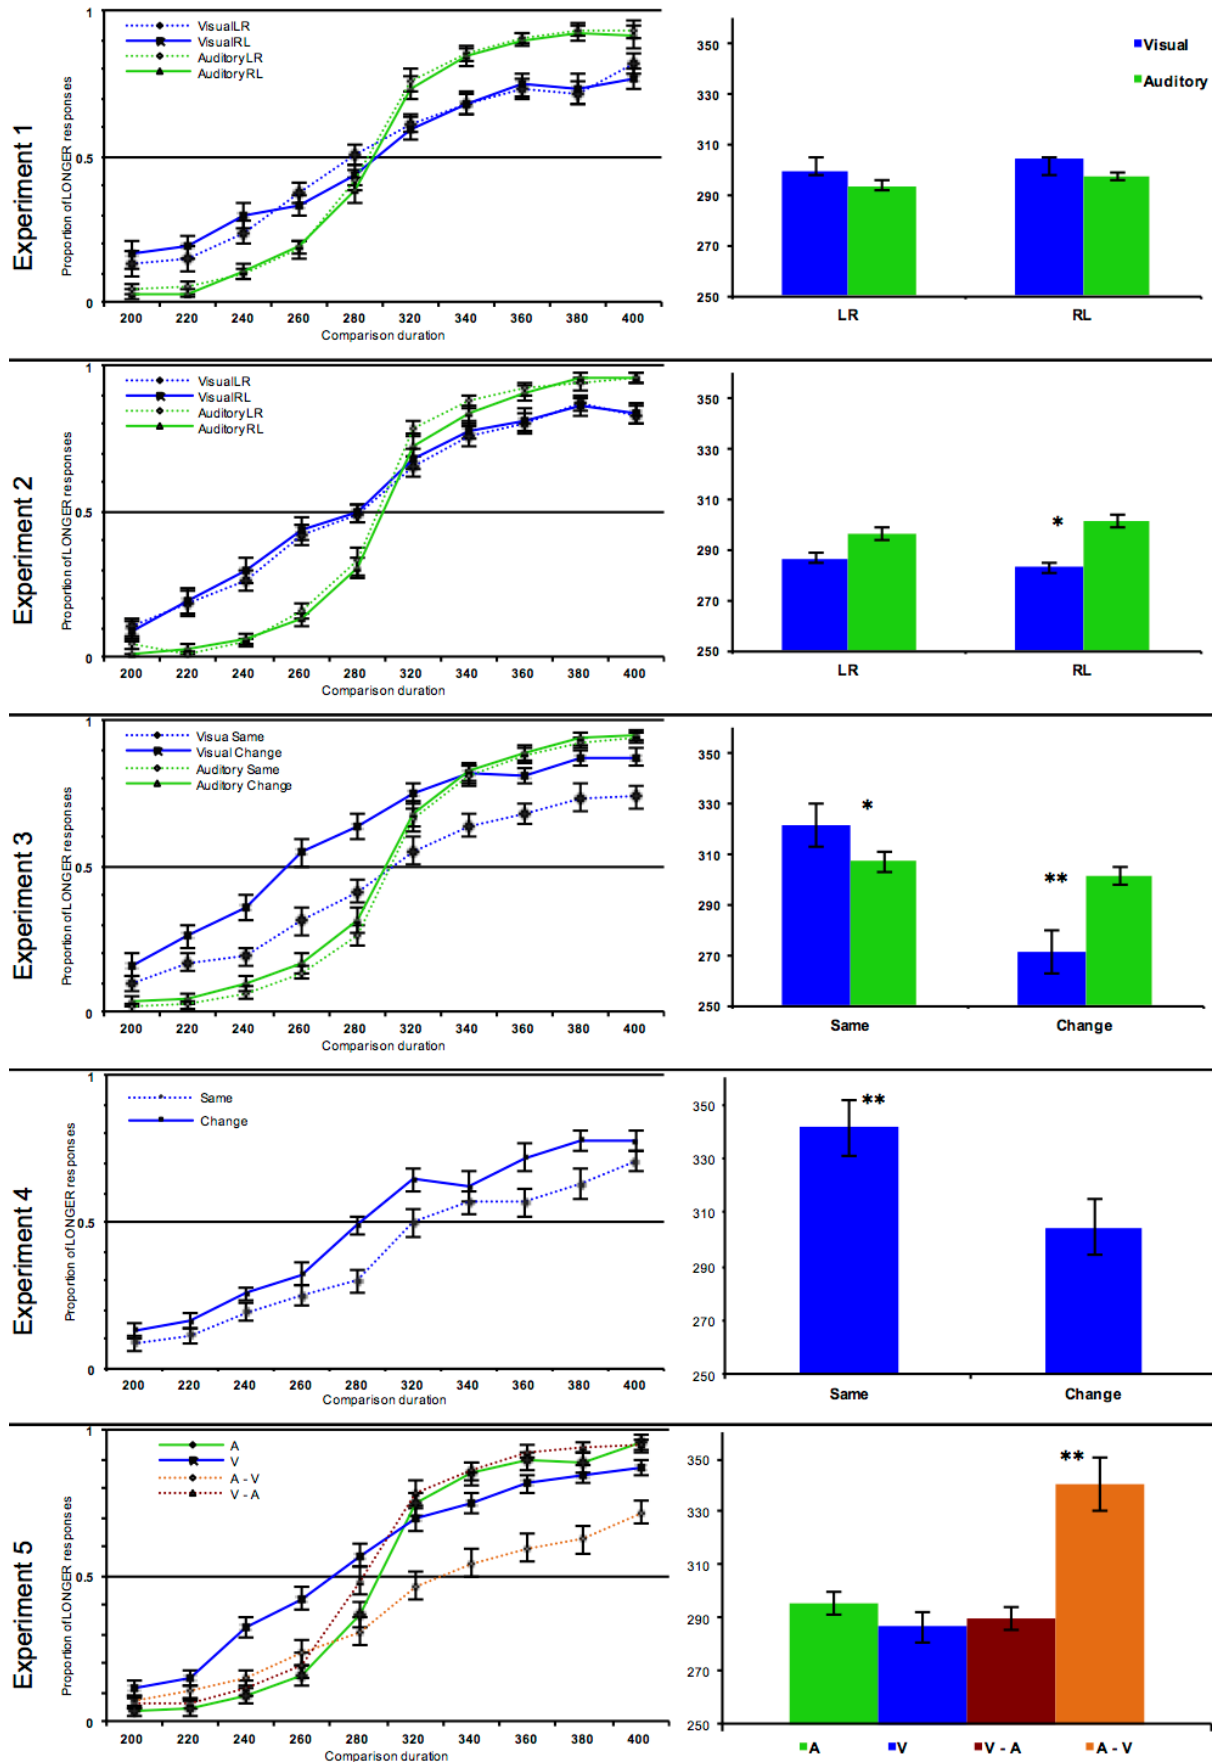 Experiment 1
Proportion of LONGER responses
1
0.5
0
VisualLR
VisualRL
AuditoryLR
AuditoryRL
200 220 240 260 280 320 340 360 380 400
Comparison duration
350
330
310
290
270
250
Visual
Auditory
LR RL
Experiment 2
Proportion of LONGER responses
1
0.5
0
VisualLR
VisualRL
AuditoryLR
AuditoryRL
200 220 240 260 280 320 340 360 380 400
Comparison duration
350
330
310
290
270
250
*
LR RL
Experiment 3
Proportion of LONGER responses
1
0.5
0
Visua Same
Visual Change
Auditory Same
Auditory Change
200 220 240 260 280 320 340 360 380 400
Comparison duration
350
330
310
290
270
250
*
**
Same Change
Experiment 4
Proportion of LONGER responses
1
0.5
0
Same
Change
200 220 240 260 280 320 340 360 380 400
Comparison duration
350
330
310
290
270
250
**
Same Change
Experiment 5
Proportion of LONGER responses
1
0.5
0
A
V
A - V
V - A
200 220 240 260 280 320 340 360 380 400
Comparison duration
350
330
310
290
270
250
**
A V V - A A - V